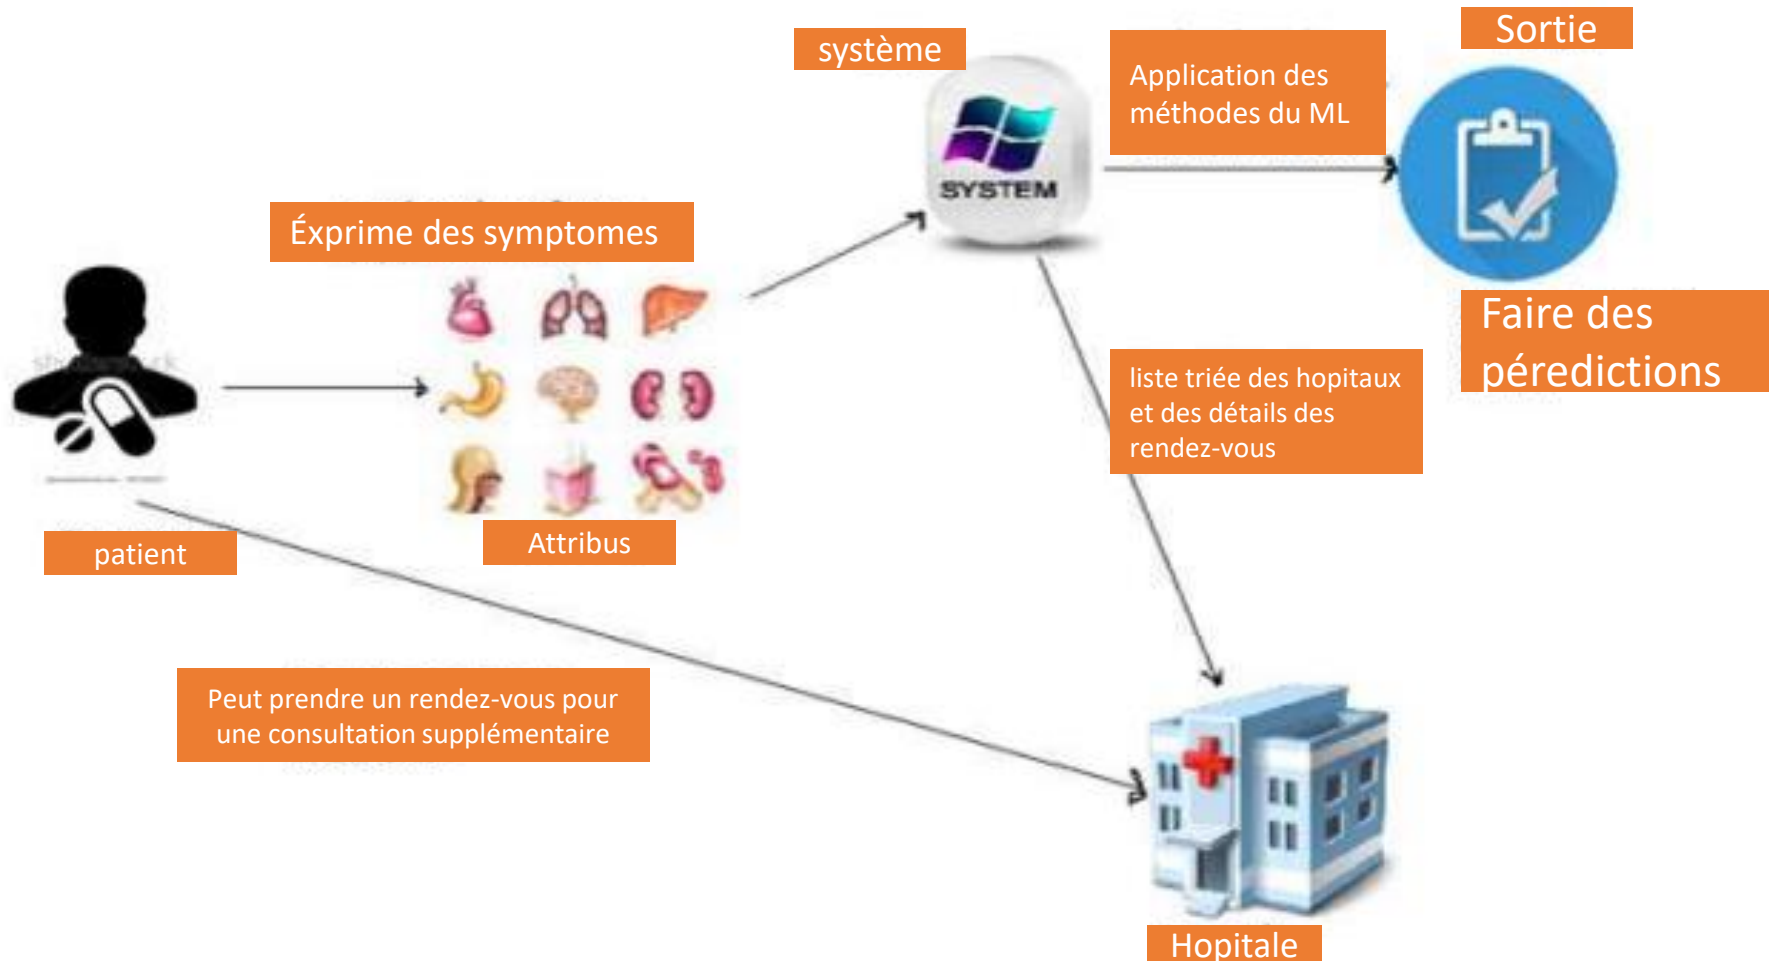 système
Application des
méthodes du ML
Sortie
SYSTEM
Éxprime des symptomes
Faire des
péredictions
liste triée des hopitaux
et des détails des
rendez-vous
patient
Attribus
Peut prendre un rendez-vous pour
une consultation supplémentaire
Hopitale